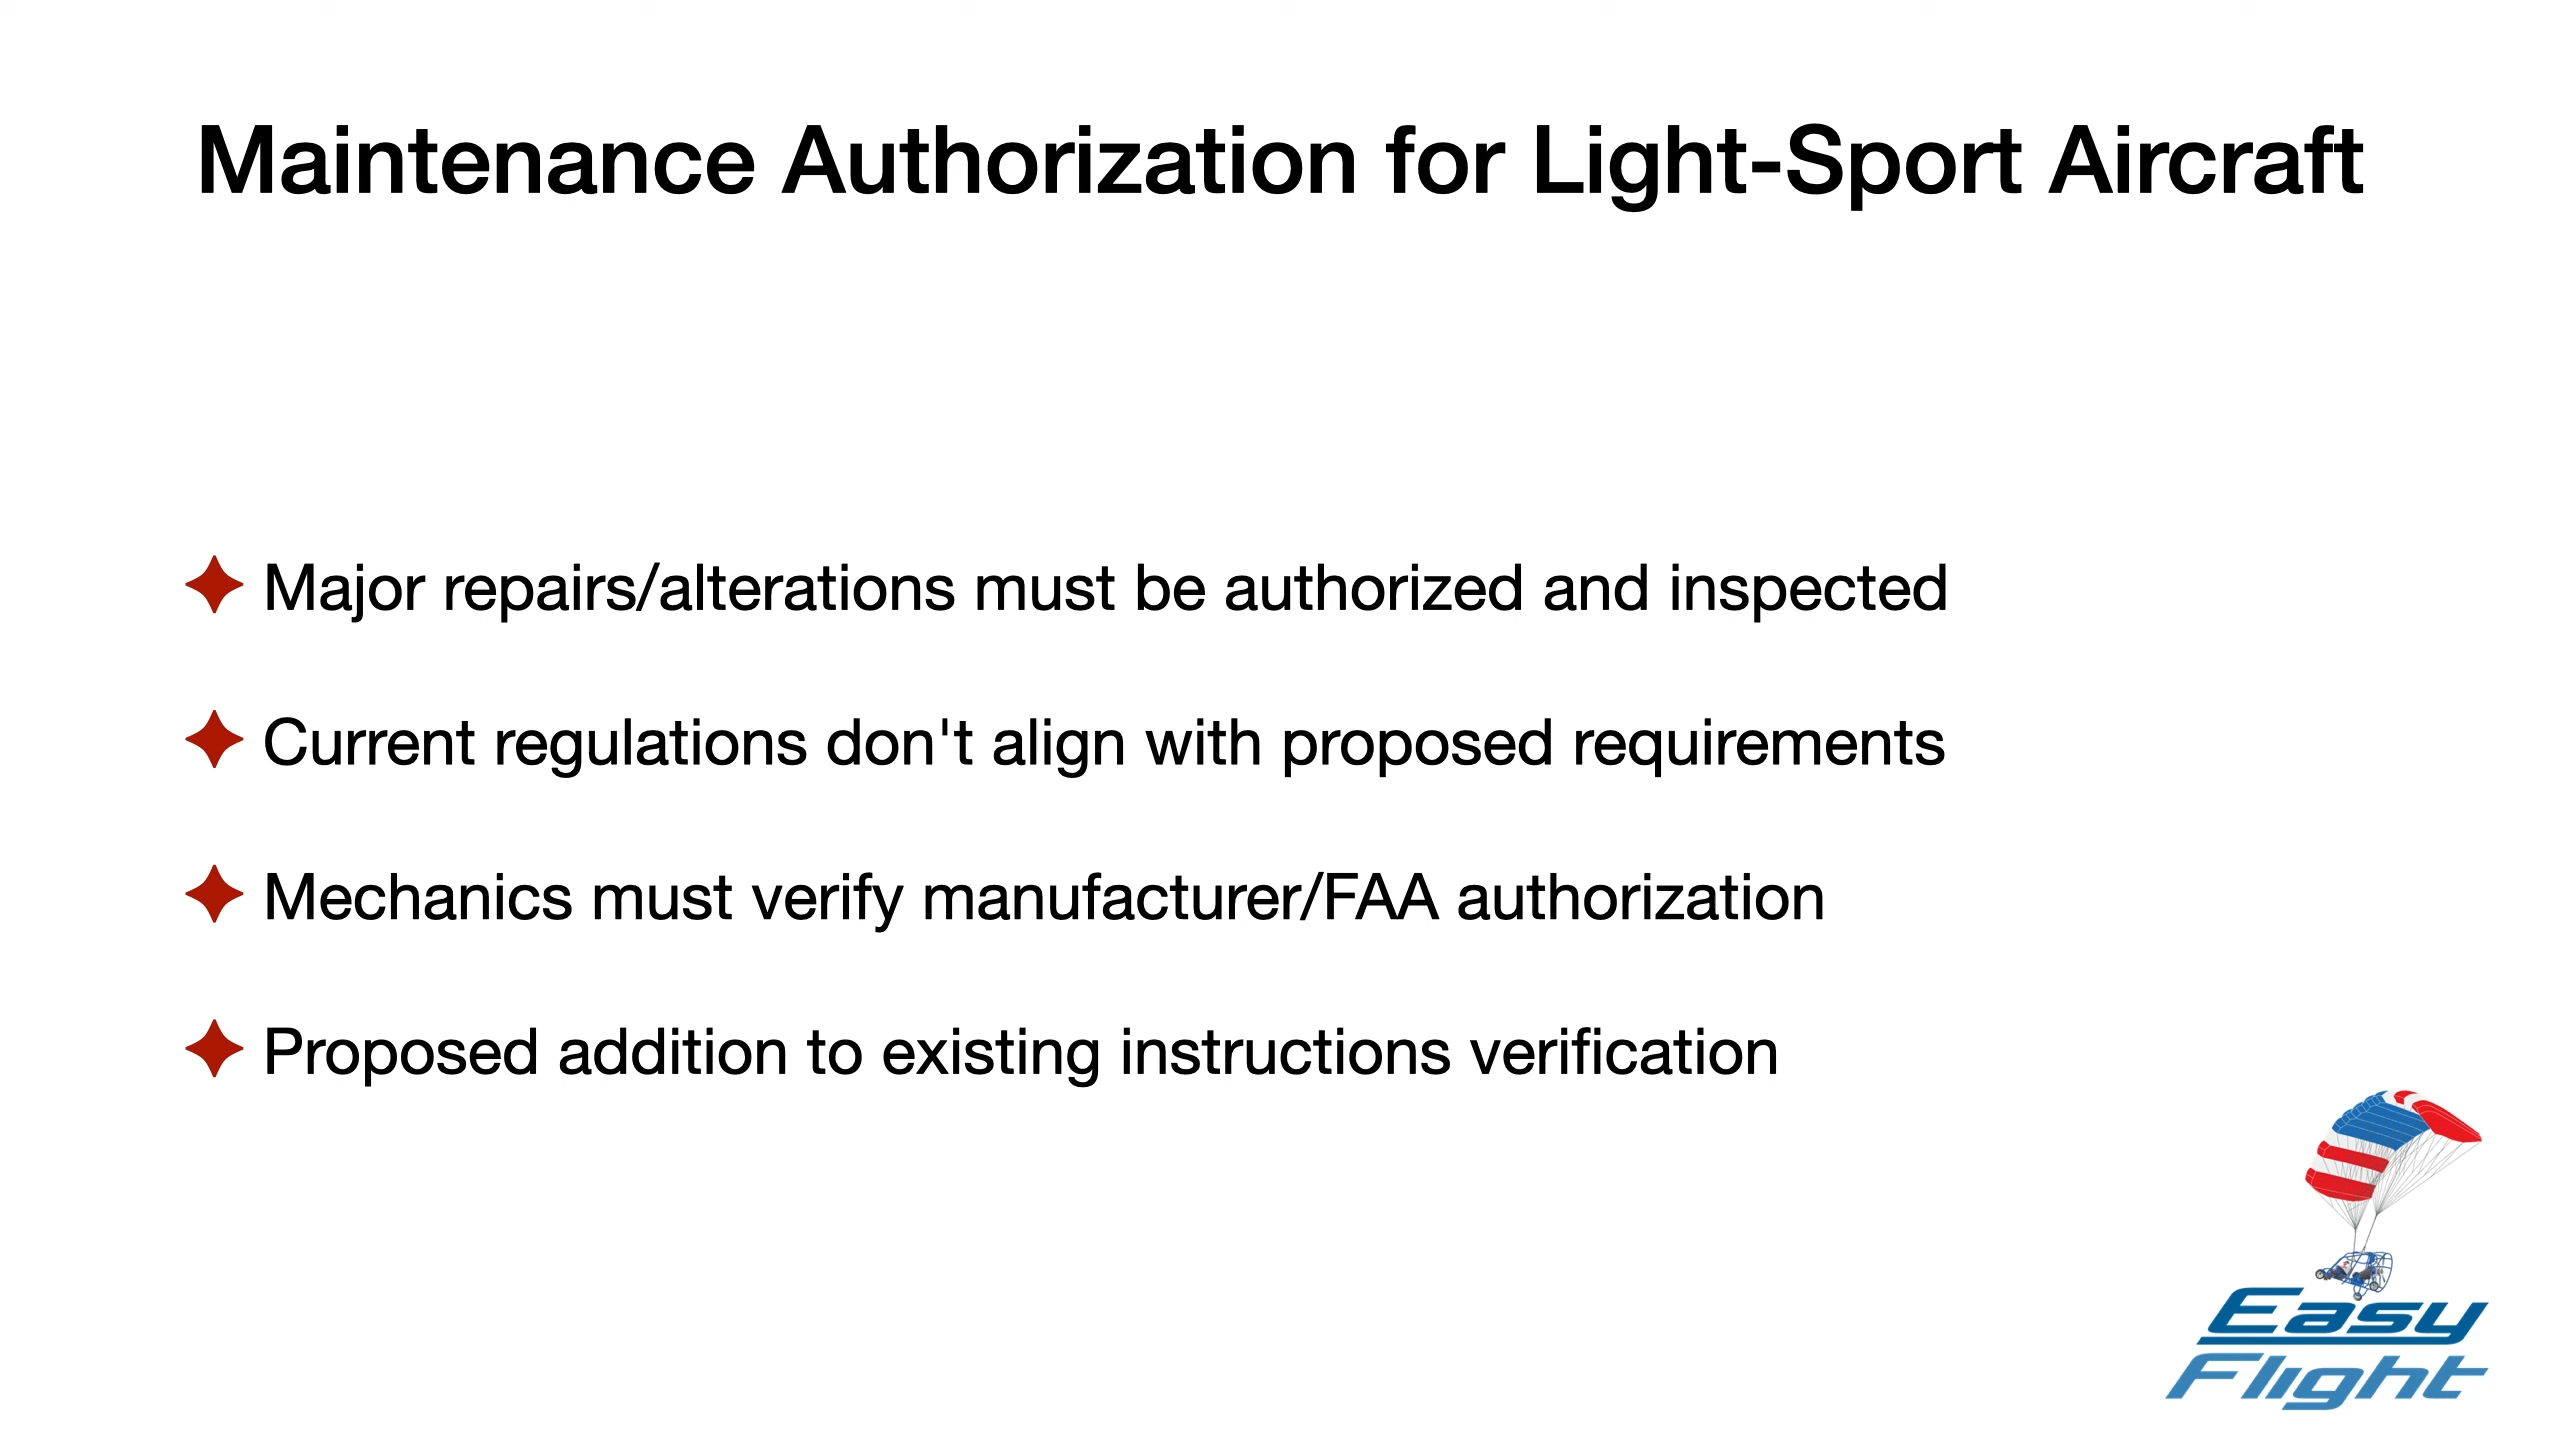 Maintenance Authorization for Light-Sport Aircraft
Major repairs/alterations must be authorized and inspected
Current regulations don't align with proposed requirements
Mechanics must verify manufacturer/FAA authorization
Proposed addition to existing instructions verification
Easy
Flight